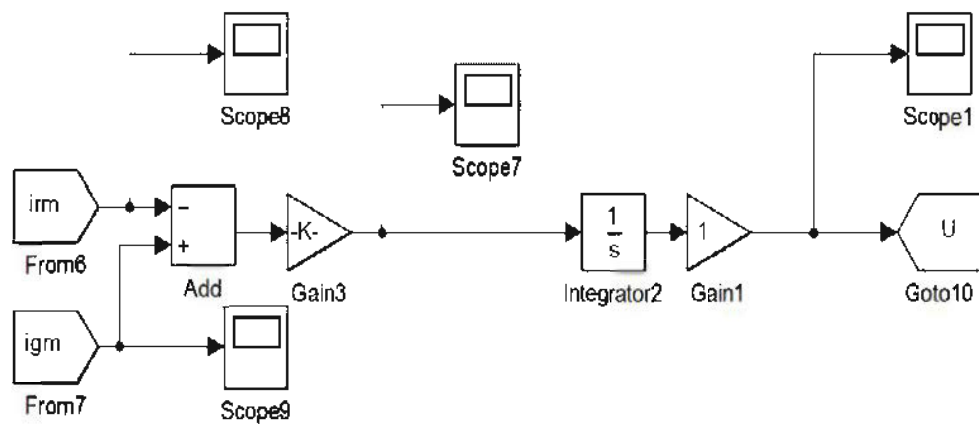 Scope8
Scope7
Scope1
irm
From6
−
+
Add
-K-
Gain3
1
s
Integrator2
1
Gain1
U
Goto10
igm
From7
Scope9